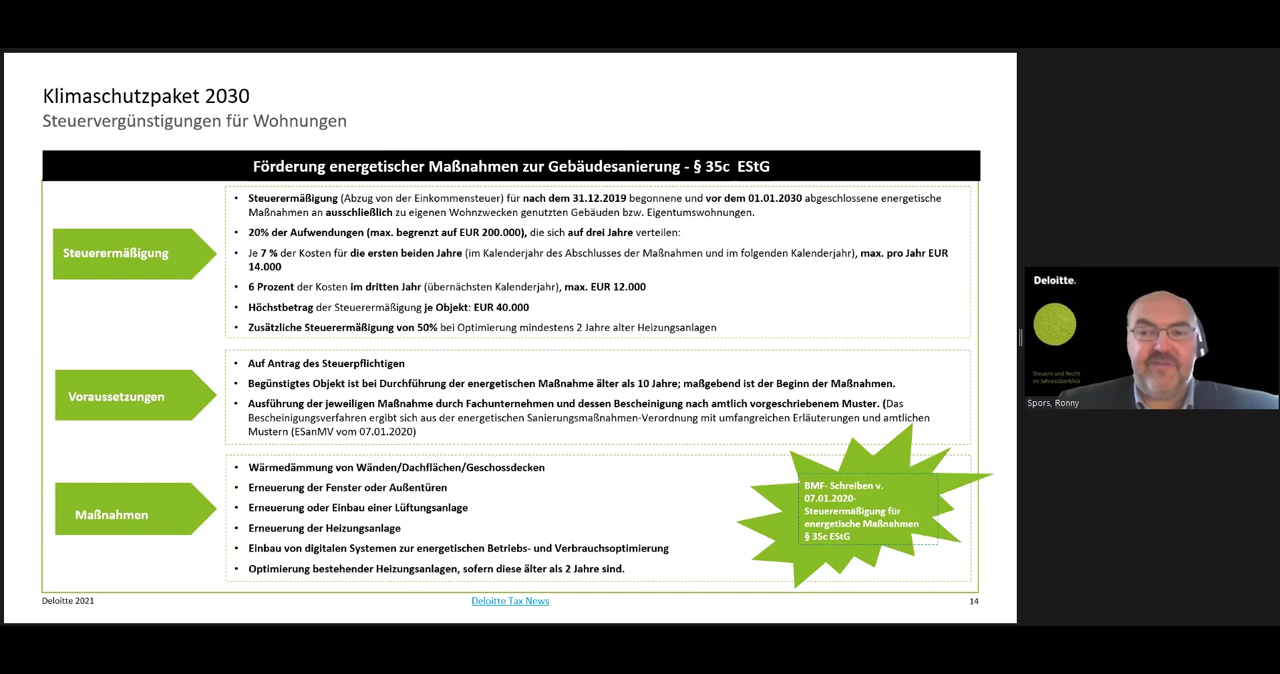 Klimaschutzpaket 2030
Steuervergünstigungen für Wohnungen
Förderung energetischer Maßnahmen zur Gebäudesanierung - § 35c EStG
Steuerermäßigung
• Steuerermäßigung (Abzug von der Einkommensteuer) für nach dem 31.12.2019 begonnene und vor dem 01.01.2030 abgeschlossene energetische
Maßnahmen an ausschließlich zu eigenen Wohnzwecken genutzten Gebäuden bzw. Eigentumswohnungen.
• 20% der Aufwendungen (max. begrenzt auf EUR 200.000), die sich auf drei Jahre verteilen:
• Je 7 % der Kosten für die ersten beiden Jahre (im Kalenderjahr des Abschlusses der Maßnahmen und im folgenden Kalenderjahr), max. pro Jahr EUR
14.000
• 6 Prozent der Kosten im dritten Jahr (übernächsten Kalenderjahr), max. EUR 12.000
• Höchstbetrag der Steuerermäßigung je Objekt: EUR 40.000
• Zusätzliche Steuerermäßigung von 50% bei Optimierung mindestens 2 Jahre alter Heizungsanlagen
Voraussetzungen
• Auf Antrag des Steuerpflichtigen
• Begünstigtes Objekt ist bei Durchführung der energetischen Maßnahme älter als 10 Jahre; maßgebend ist der Beginn der Maßnahmen.
• Ausführung der jeweiligen Maßnahme durch Fachunternehmen und dessen Bescheinigung nach amtlich vorgeschriebenem Muster. (Das
Bescheinigungsverfahren ergibt sich aus der energetischen Sanierungsmaßnahmen-Verordnung mit umfangreichen Erläuterungen und amtlichen
Mustern (ESanMV vom 07.01.2020)
Maßnahmen
• Wärmedämmung von Wänden/Dachflächen/Geschossdecken
• Erneuerung der Fenster oder Außentüren
• Erneuerung oder Einbau einer Lüftungsanlage
• Erneuerung der Heizungsanlage
• Einbau von digitalen Systemen zur energetischen Betriebs- und Verbrauchsoptimierung
• Optimierung bestehender Heizungsanlagen, sofern diese älter als 2 Jahre sind.
BMF- Schreiben v.
07.01.2020-
Steuerermäßigung für
energetische Maßnahmen
§ 35c EStG
Deloitte 2021
Deloitte Tax News
14
Deloitte.
Steuern und Recht
im Jahresüberblick
Spors, Ronny